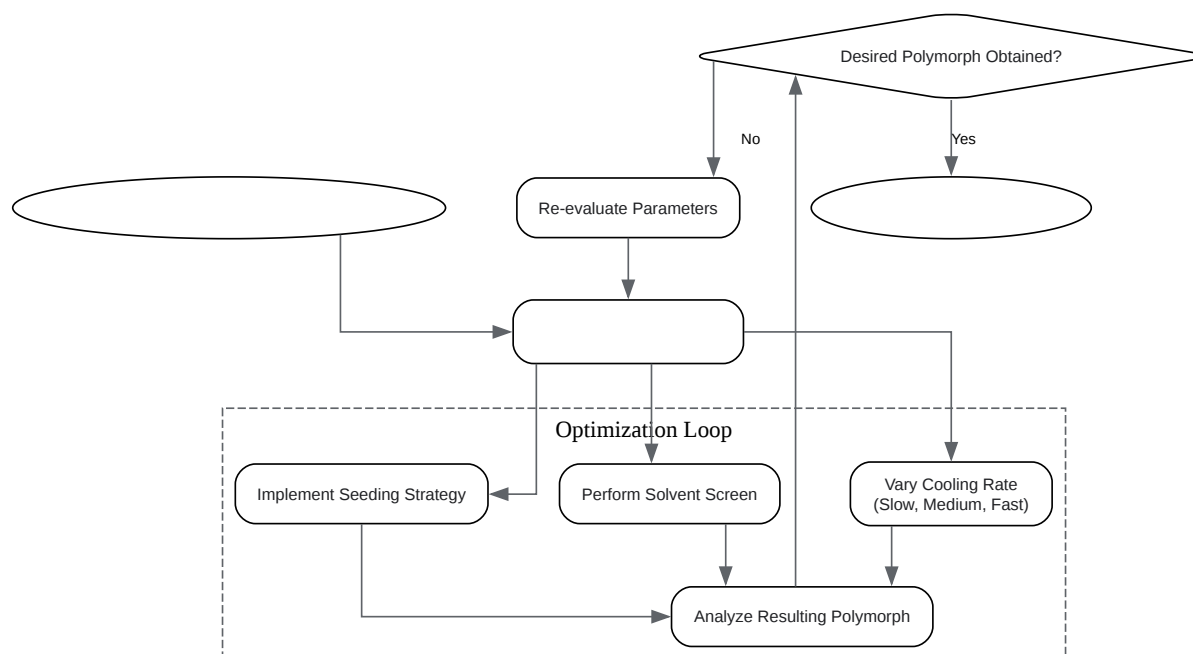 Desired Polymorph Obtained?
No
Yes
Re-evaluate Parameters
Optimization Loop
Implement Seeding Strategy
Perform Solvent Screen
Vary Cooling Rate
(Slow, Medium, Fast)
Analyze Resulting Polymorph